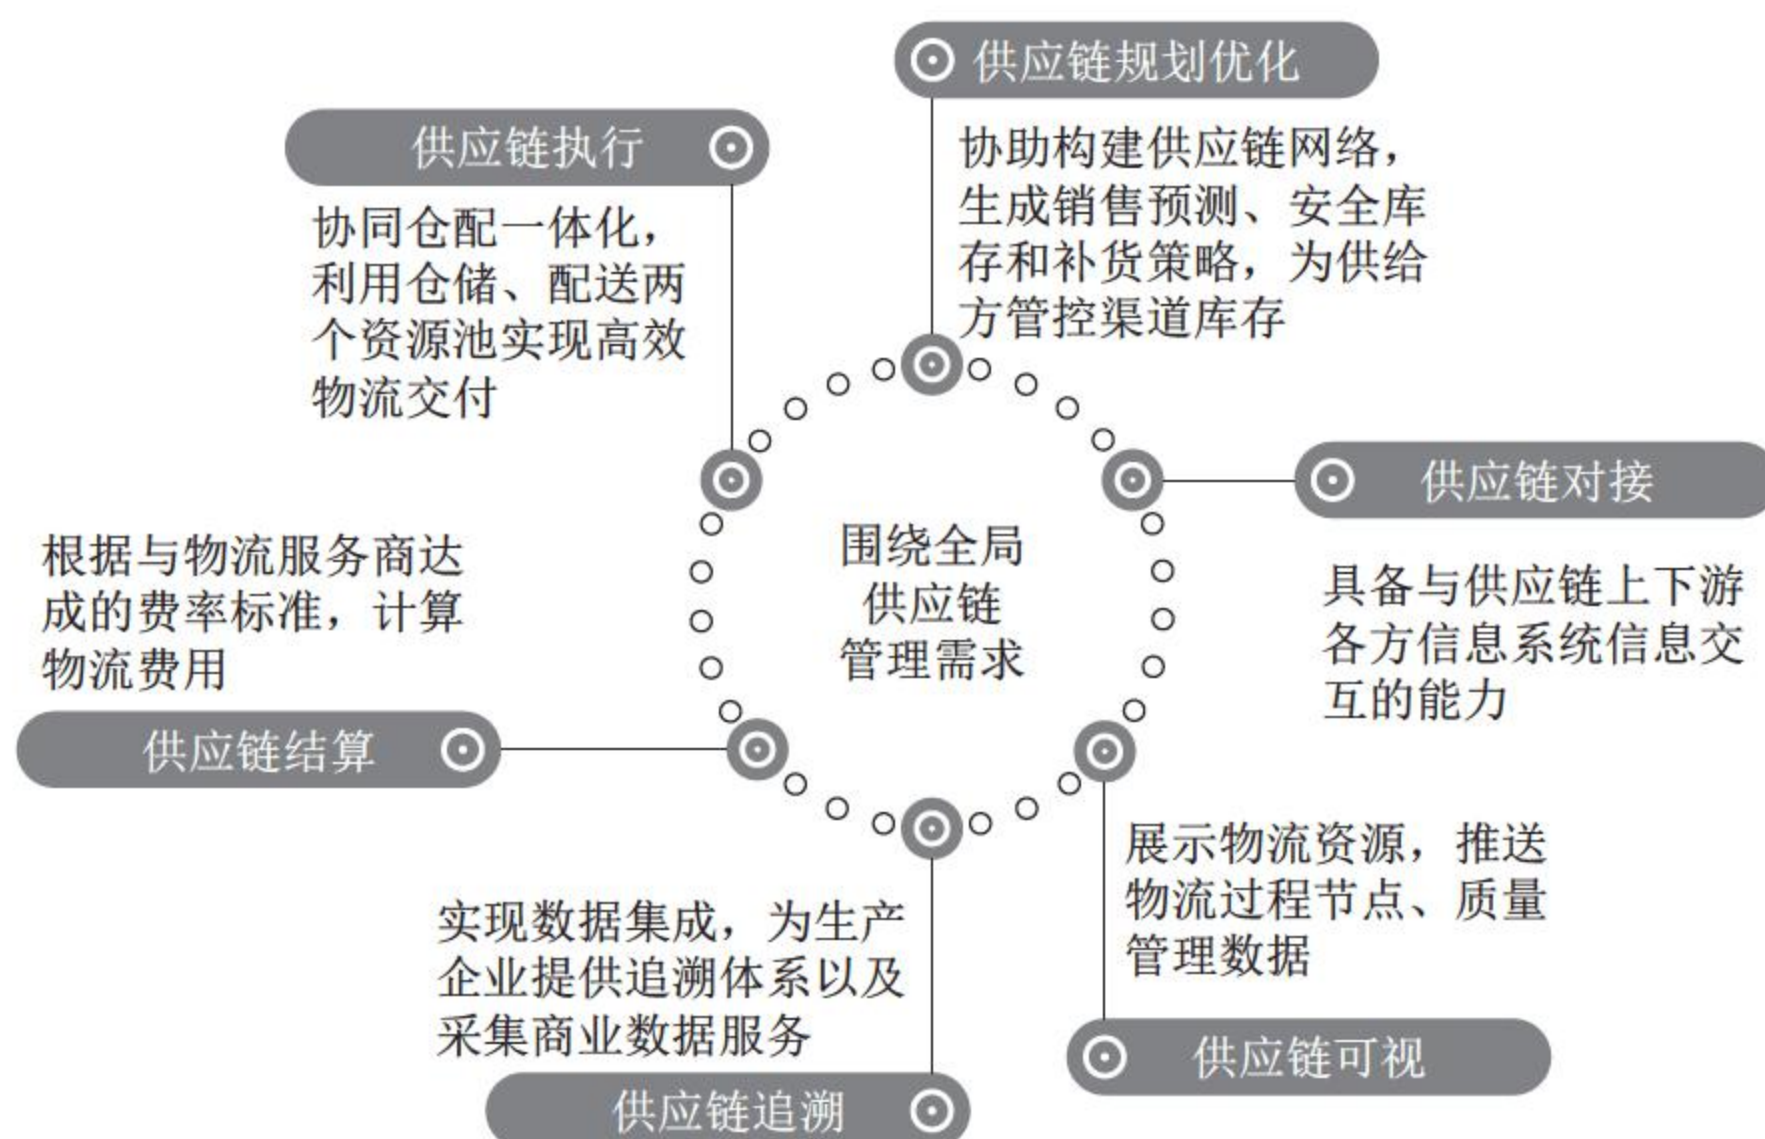 供应链规划优化
协助构建供应链网络，
生成销售预测、安全库
存和补货策略，为供给
方管控渠道库存
供应链执行
协同仓配一体化，
利用仓储、配送两
个资源池实现高效
物流交付
供应链对接
具备与供应链上下游
各方信息系统信息交
互的能力
围绕全局
供应链
管理需求
根据与物流服务商达
成的费率标准，计算
物流费用
供应链结算
展示物流资源，推送
物流过程节点、质量
管理数据
供应链可视
实现数据集成，为生产
企业提供追溯体系以及
采集商业数据服务
供应链追溯